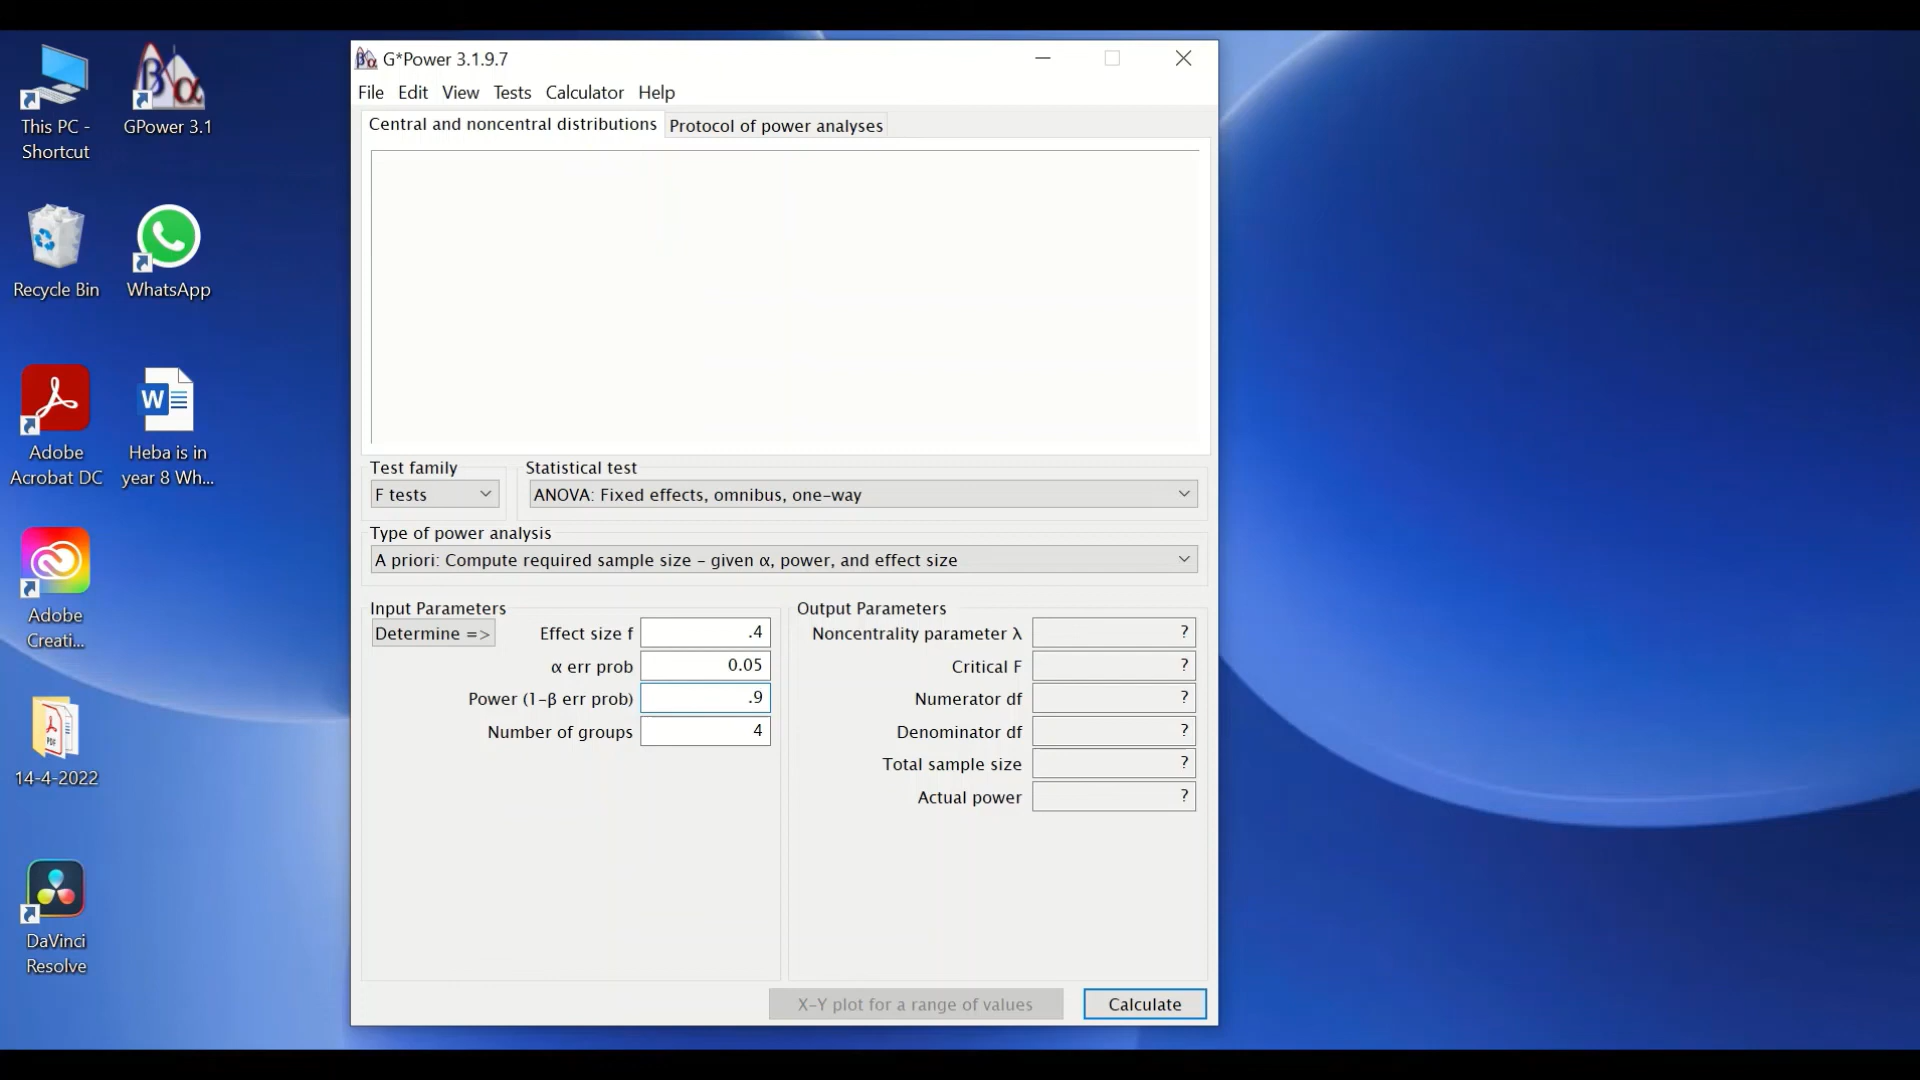 G*Power 3.1.9.7
File Edit View Tests Calculator Help
Central and noncentral distributions Protocol of power analyses
Test family Statistical test
F tests ANOVA: Fixed effects, omnibus, one-way
Type of power analysis
A priori: Compute required sample size – given α, power, and effect size
Input Parameters Output Parameters
Determine => Effect size f .4 Noncentrality parameter λ ?
α err prob 0.05 Critical F ?
Power (1-β err prob) .9 Numerator df ?
Number of groups 4 Denominator df ?
Total sample size ?
Actual power ?
X-Y plot for a range of values Calculate
This PC -
Shortcut
GPower 3.1
Recycle Bin
WhatsApp
Adobe
Acrobat DC
Heba is in
year 8 Wh...
Adobe
Creati...
PDF
14-4-2022
DaVinci
Resolve
β α
W